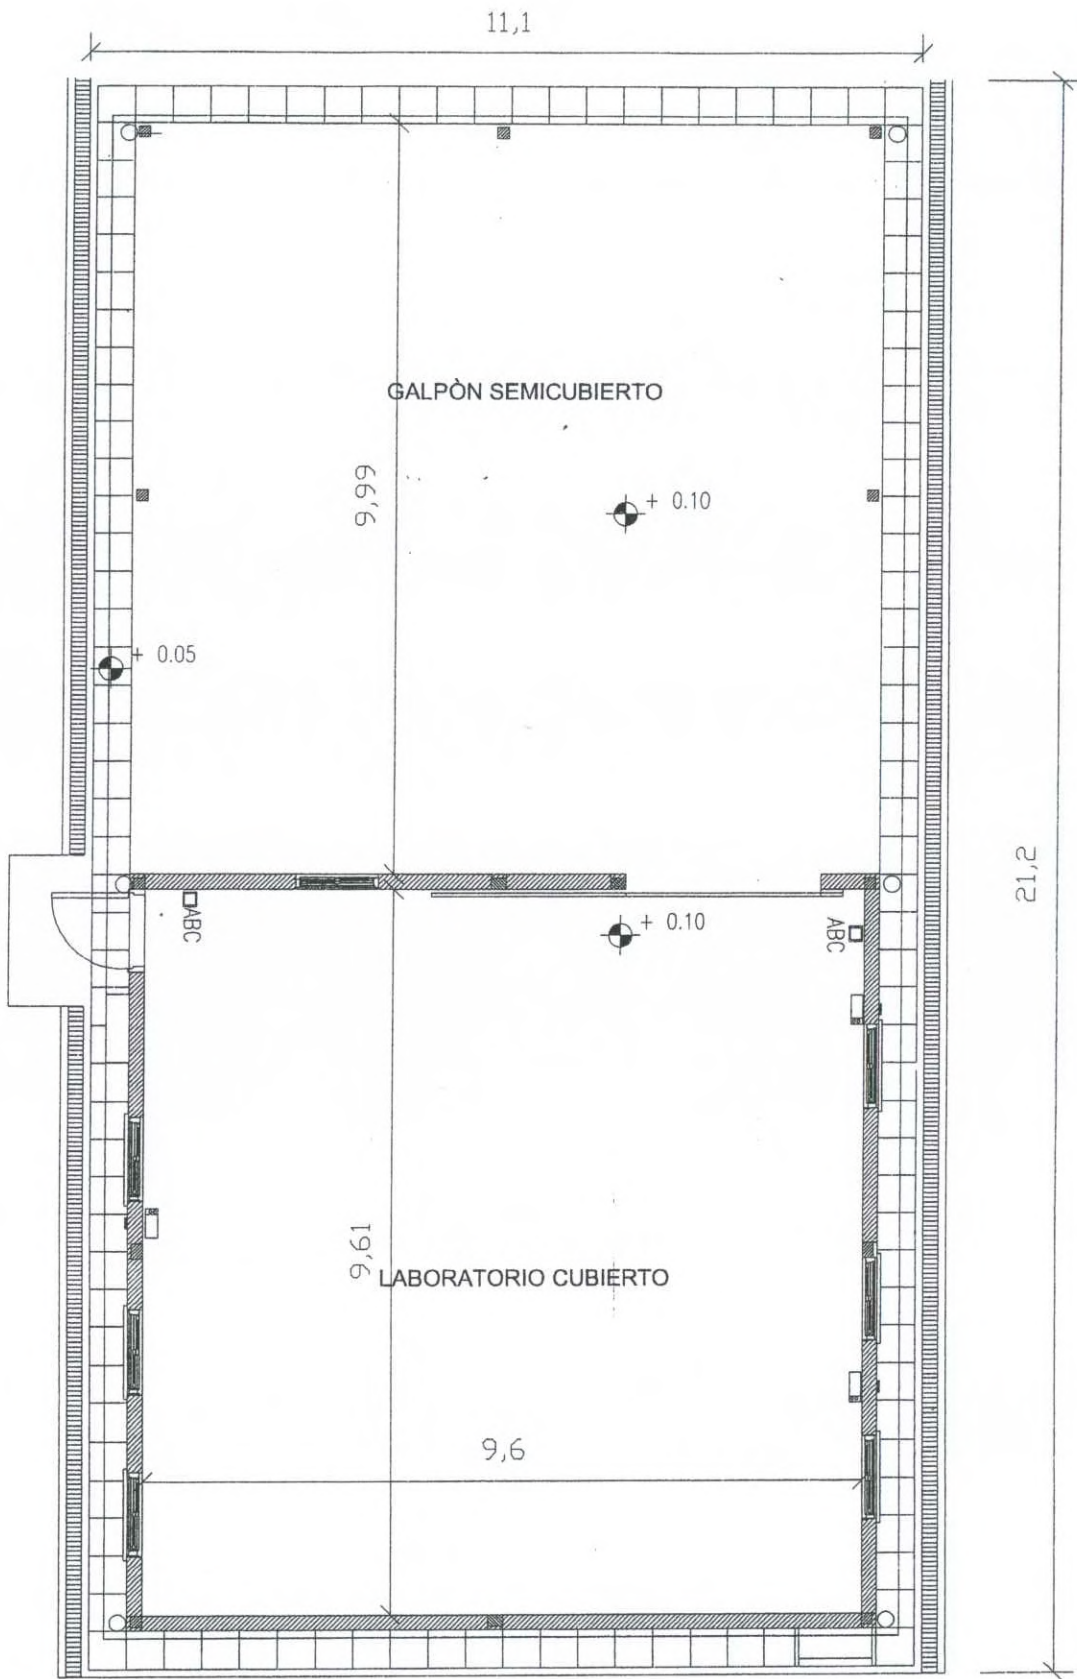 11,1
GALPÒN SEMICUBIERTO
9,99
+ 0.10
+ 0.05
21,2
ABC
+ 0.10
ABC
9,61
LABORATORIO CUBIERTO
9,6